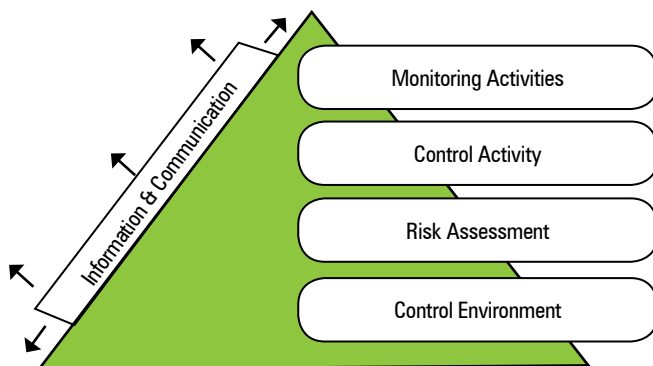 Information & Communication
Monitoring Activities
Control Activity
Risk Assessment
Control Environment